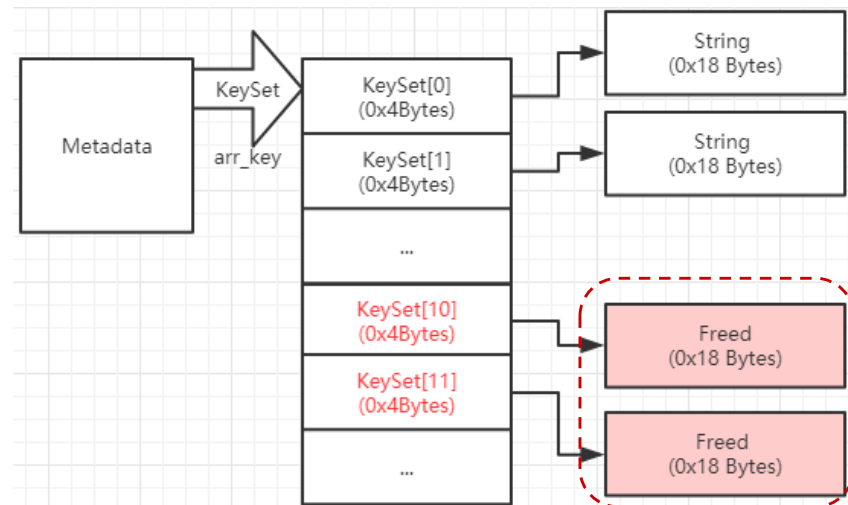 Metadata
KeySet
arr_key
KeySet[0]
(0x4Bytes)
KeySet[1]
(0x4Bytes)
...
KeySet[10]
(0x4Bytes)
KeySet[11]
(0x4Bytes)
...
String
(0x18 Bytes)
String
(0x18 Bytes)
Freed
(0x18 Bytes)
Freed
(0x18 Bytes)